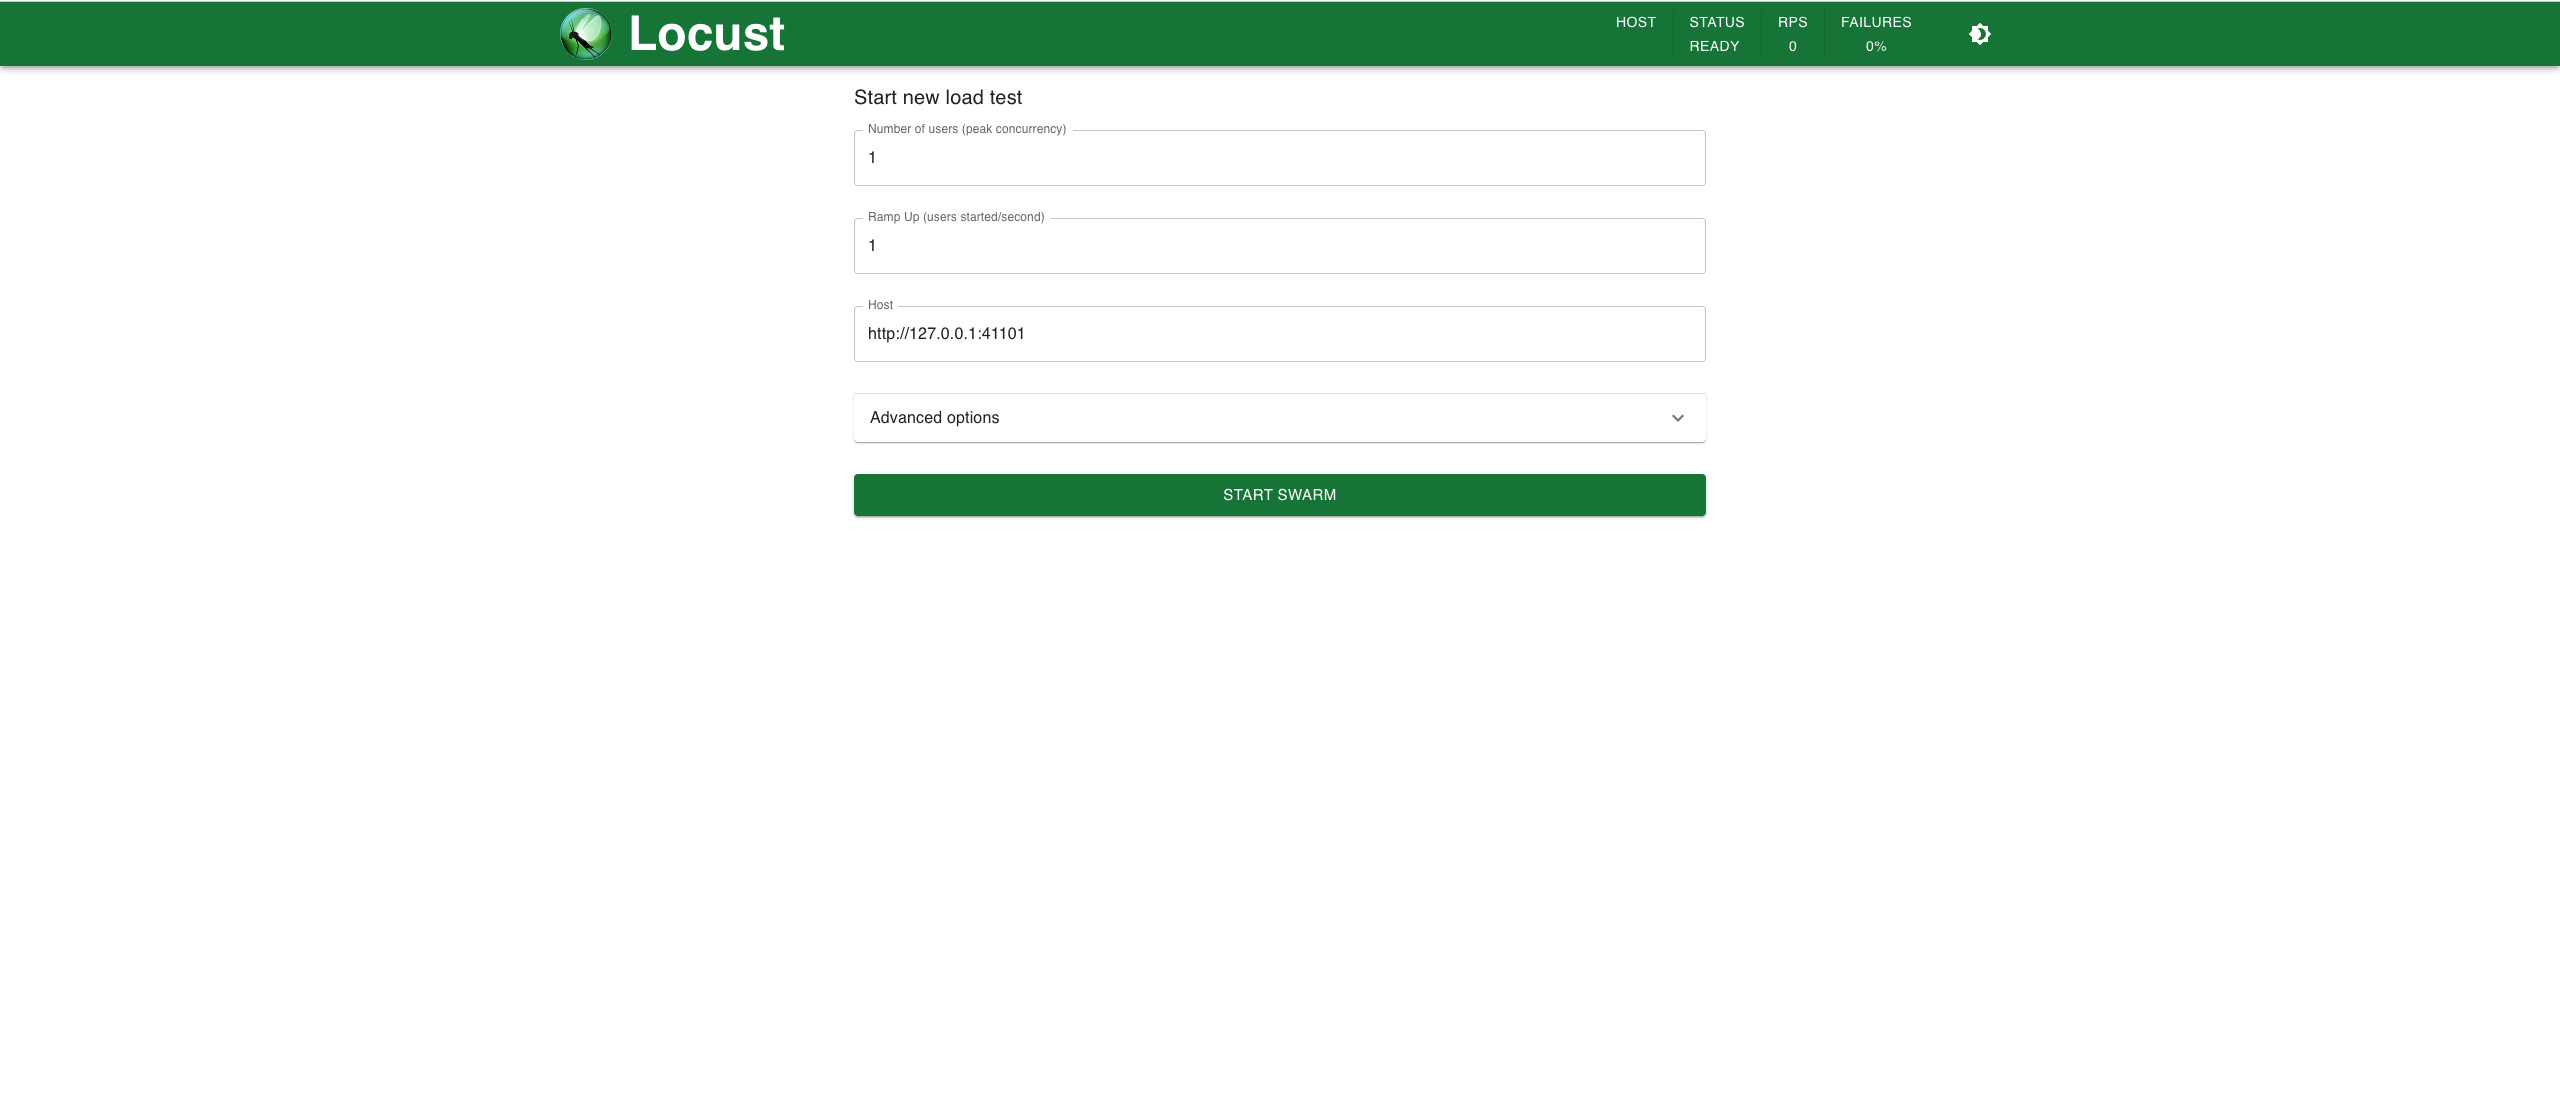 Locust
HOST
STATUS
READY
RPS
0
FAILURES
0%
Start new load test
Number of users (peak concurrency)
1
Ramp Up (users started/second)
1
Host
http://127.0.0.1:41101
Advanced options
START SWARM